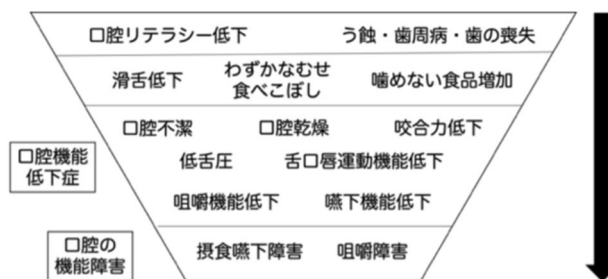 口腔リテラシー低下 う蝕・歯周病・歯の喪失
滑舌低下 わずかなむせ 食べこぼし 噛めない食品増加
口腔不潔 口腔乾燥 咬合力低下
低舌圧 舌口唇運動機能低下
咀嚼機能低下 嚥下機能低下
口腔機能
低下症
摂食嚥下障害 咀嚼障害
口腔の
機能障害